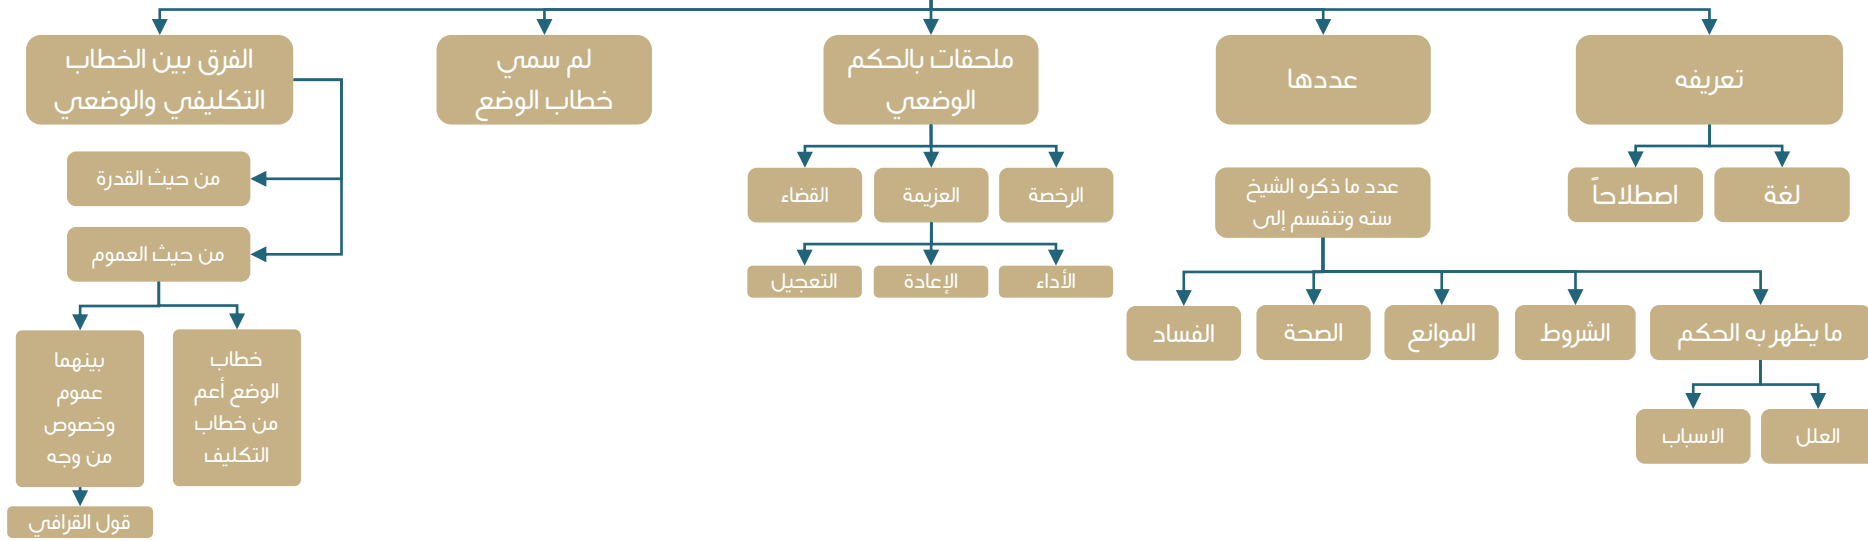 تعريفه
عددها
ملحقات بالحكم
الوضعي
لم سمي
خطاب الوضع
الفرق بين الخطاب
التكليفي والوضعي
لغة
اصطلاحاً
عدد ما ذكره الشيخ
سته وتنقسم إلى
ما يظهر به الحكم
الشروط
الموانع
الصحة
الفساد
العلل
الاسباب
الرخصة
العزيمة
القضاء
الأداء
الإعادة
التعجيل
من حيث القدرة
من حيث العموم
خطاب
الوضع أعم
من خطاب
التكليف
بينهما
عموم
وخصوص
من وجه
قول القرافي